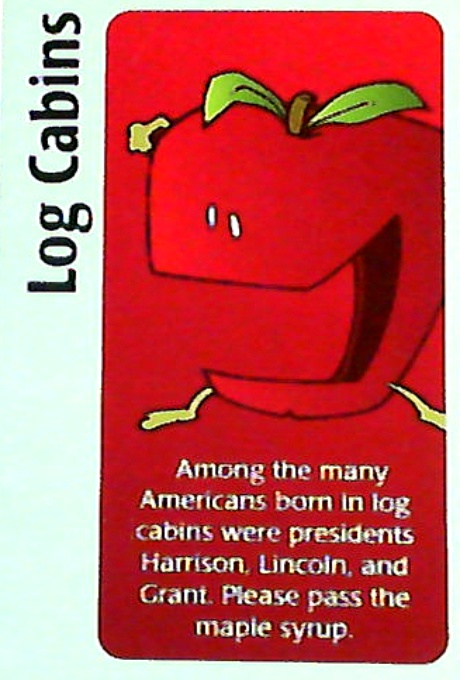 Log Cabins
Among the many
Americans born in log
cabins were presidents
Harrison, Lincoln, and
Grant. Please pass the
maple syrup.